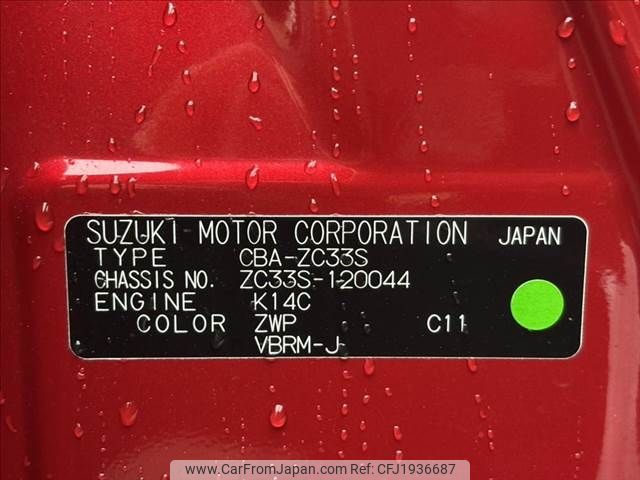 SUZUKI MOTOR CORPORATION JAPAN
TYPE CBA-ZC33S
CHASSIS NO. ZC33S-120044
ENGINE K14C
COLOR ZWP C11
VBRM-J
www.CarFromJapan.com Ref:CFJ1936687